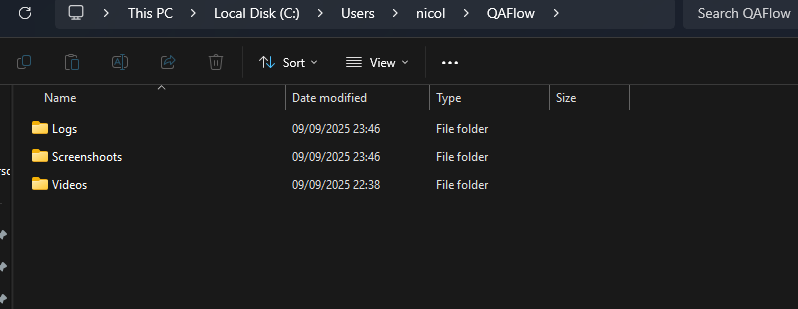 This PC > Local Disk (C:) > Users > nicol > QAFlow >
Search QAFlow
Sort View ...
Name Date modified Type Size
Logs 09/09/2025 23:46 File folder
Screenshoots 09/09/2025 23:46 File folder
Videos 09/09/2025 22:38 File folder